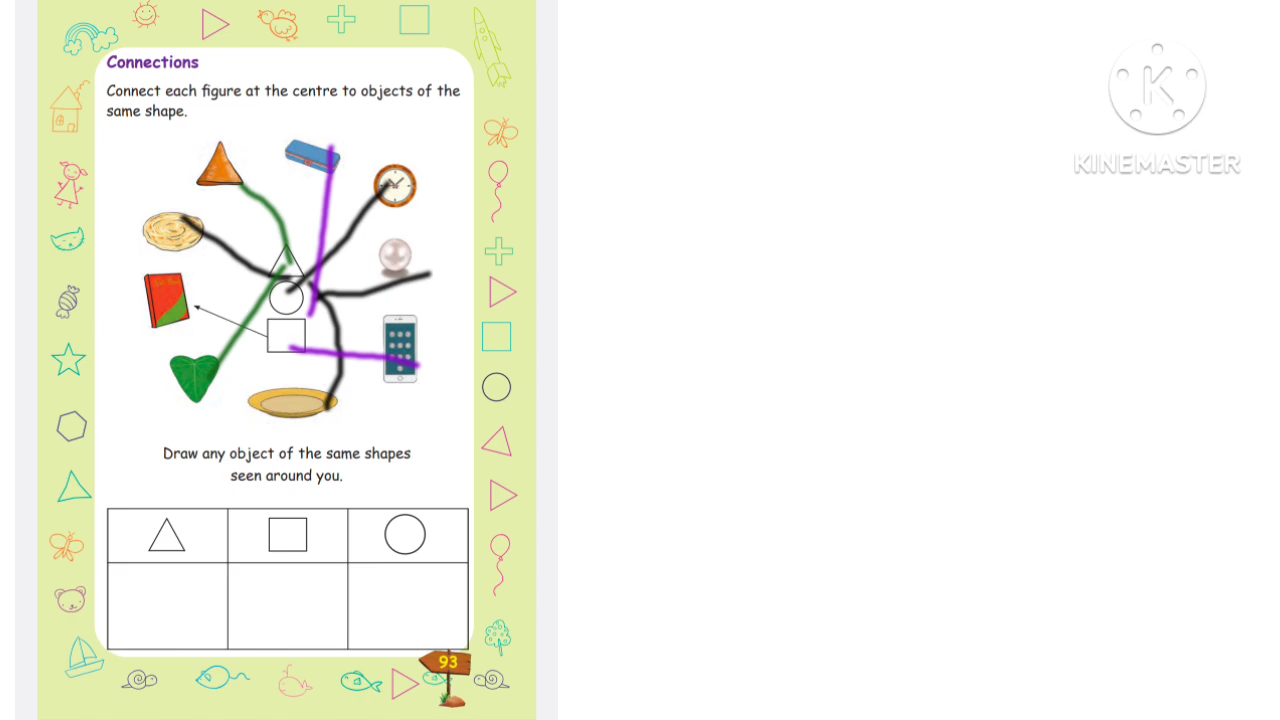 Connections
Connect each figure at the centre to objects of the
same shape.
Draw any object of the same shapes
seen around you.
93
K
KINEMASTER